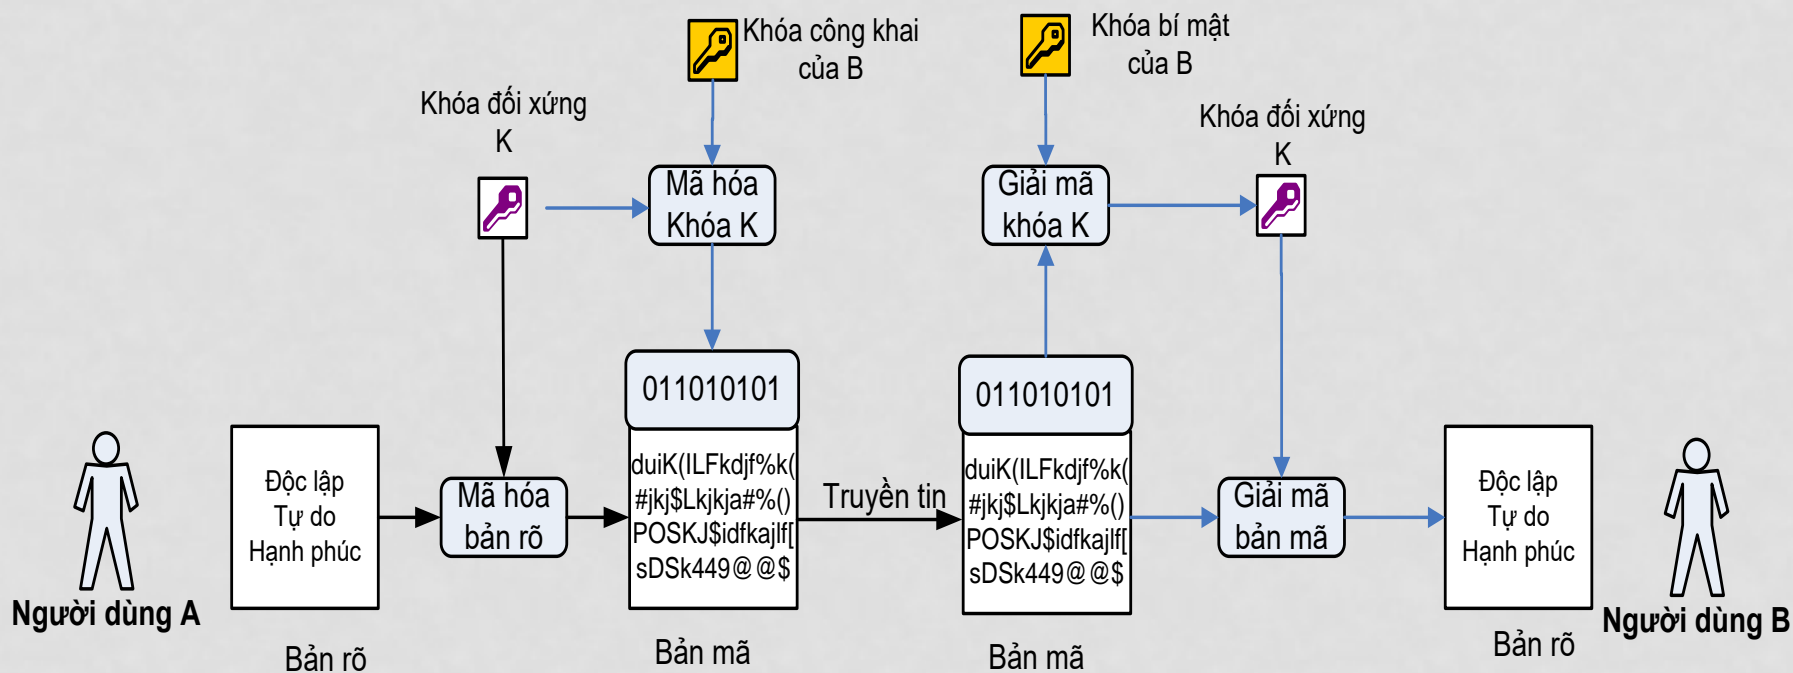 Khóa công khai
của B
Khóa bí mật
của B
Khóa đối xứng
K
Khóa đối xứng
K
Mã hóa
Khóa K
Giải mã
khóa K
011010101
011010101
Độc lập
Tự do
Hạnh phúc
Mã hóa
bản rõ
duiK(ILFkdjf%k(
#jkj$Lkjkja#%()
POSKJ$idfkajlf[
sDSk449@@$
Truyền tin
duiK(ILFkdjf%k(
#jkj$Lkjkja#%()
POSKJ$idfkajlf[
sDSk449@@$
Giải mã
bản mã
Độc lập
Tự do
Hạnh phúc
Người dùng A
Người dùng B
Bản rõ
Bản mã
Bản mã
Bản rõ